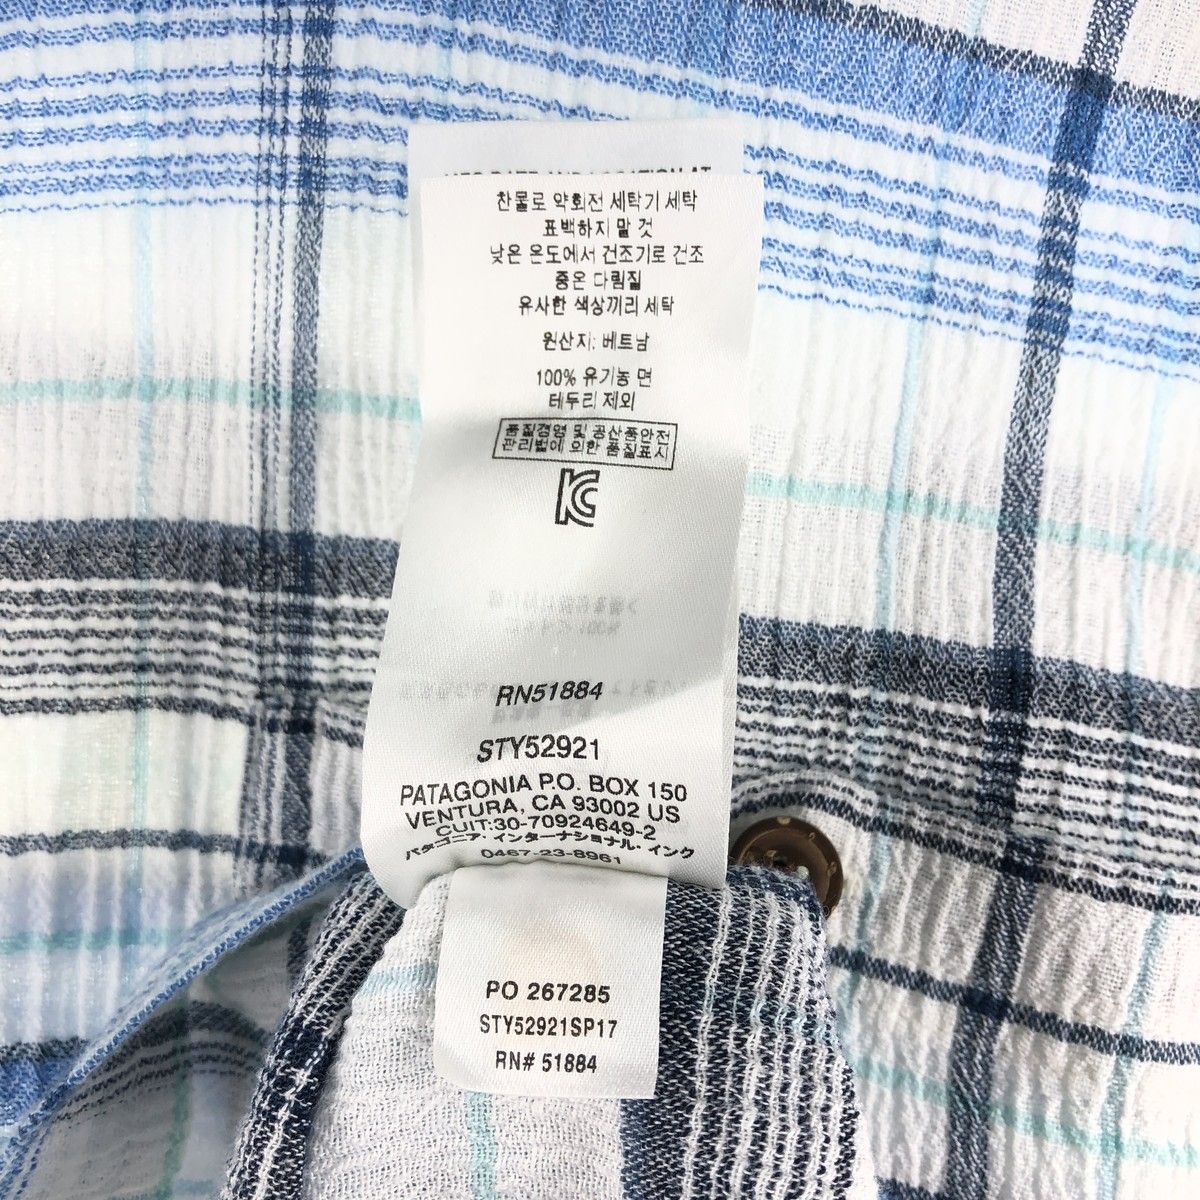 찬물로 약회전 세탁기 세탁
표백하지 말 것
낮은 온도에서 건조기로 건조
중온 다림질
유사한 색상끼리 세탁
원산지: 베트남
100% 유기농 면
테두리 제외
품질경영 및 공산품안전
관리법에 의한 품질표시
KC
RN51884
STY52921
PATAGONIA P.O. BOX 150
VENTURA, CA 93002 US
CUIT:30-70924649-2
パタゴニア・インターナショナル・インク
0467-23-8961
PO 267285
STY52921SP17
RN# 51884